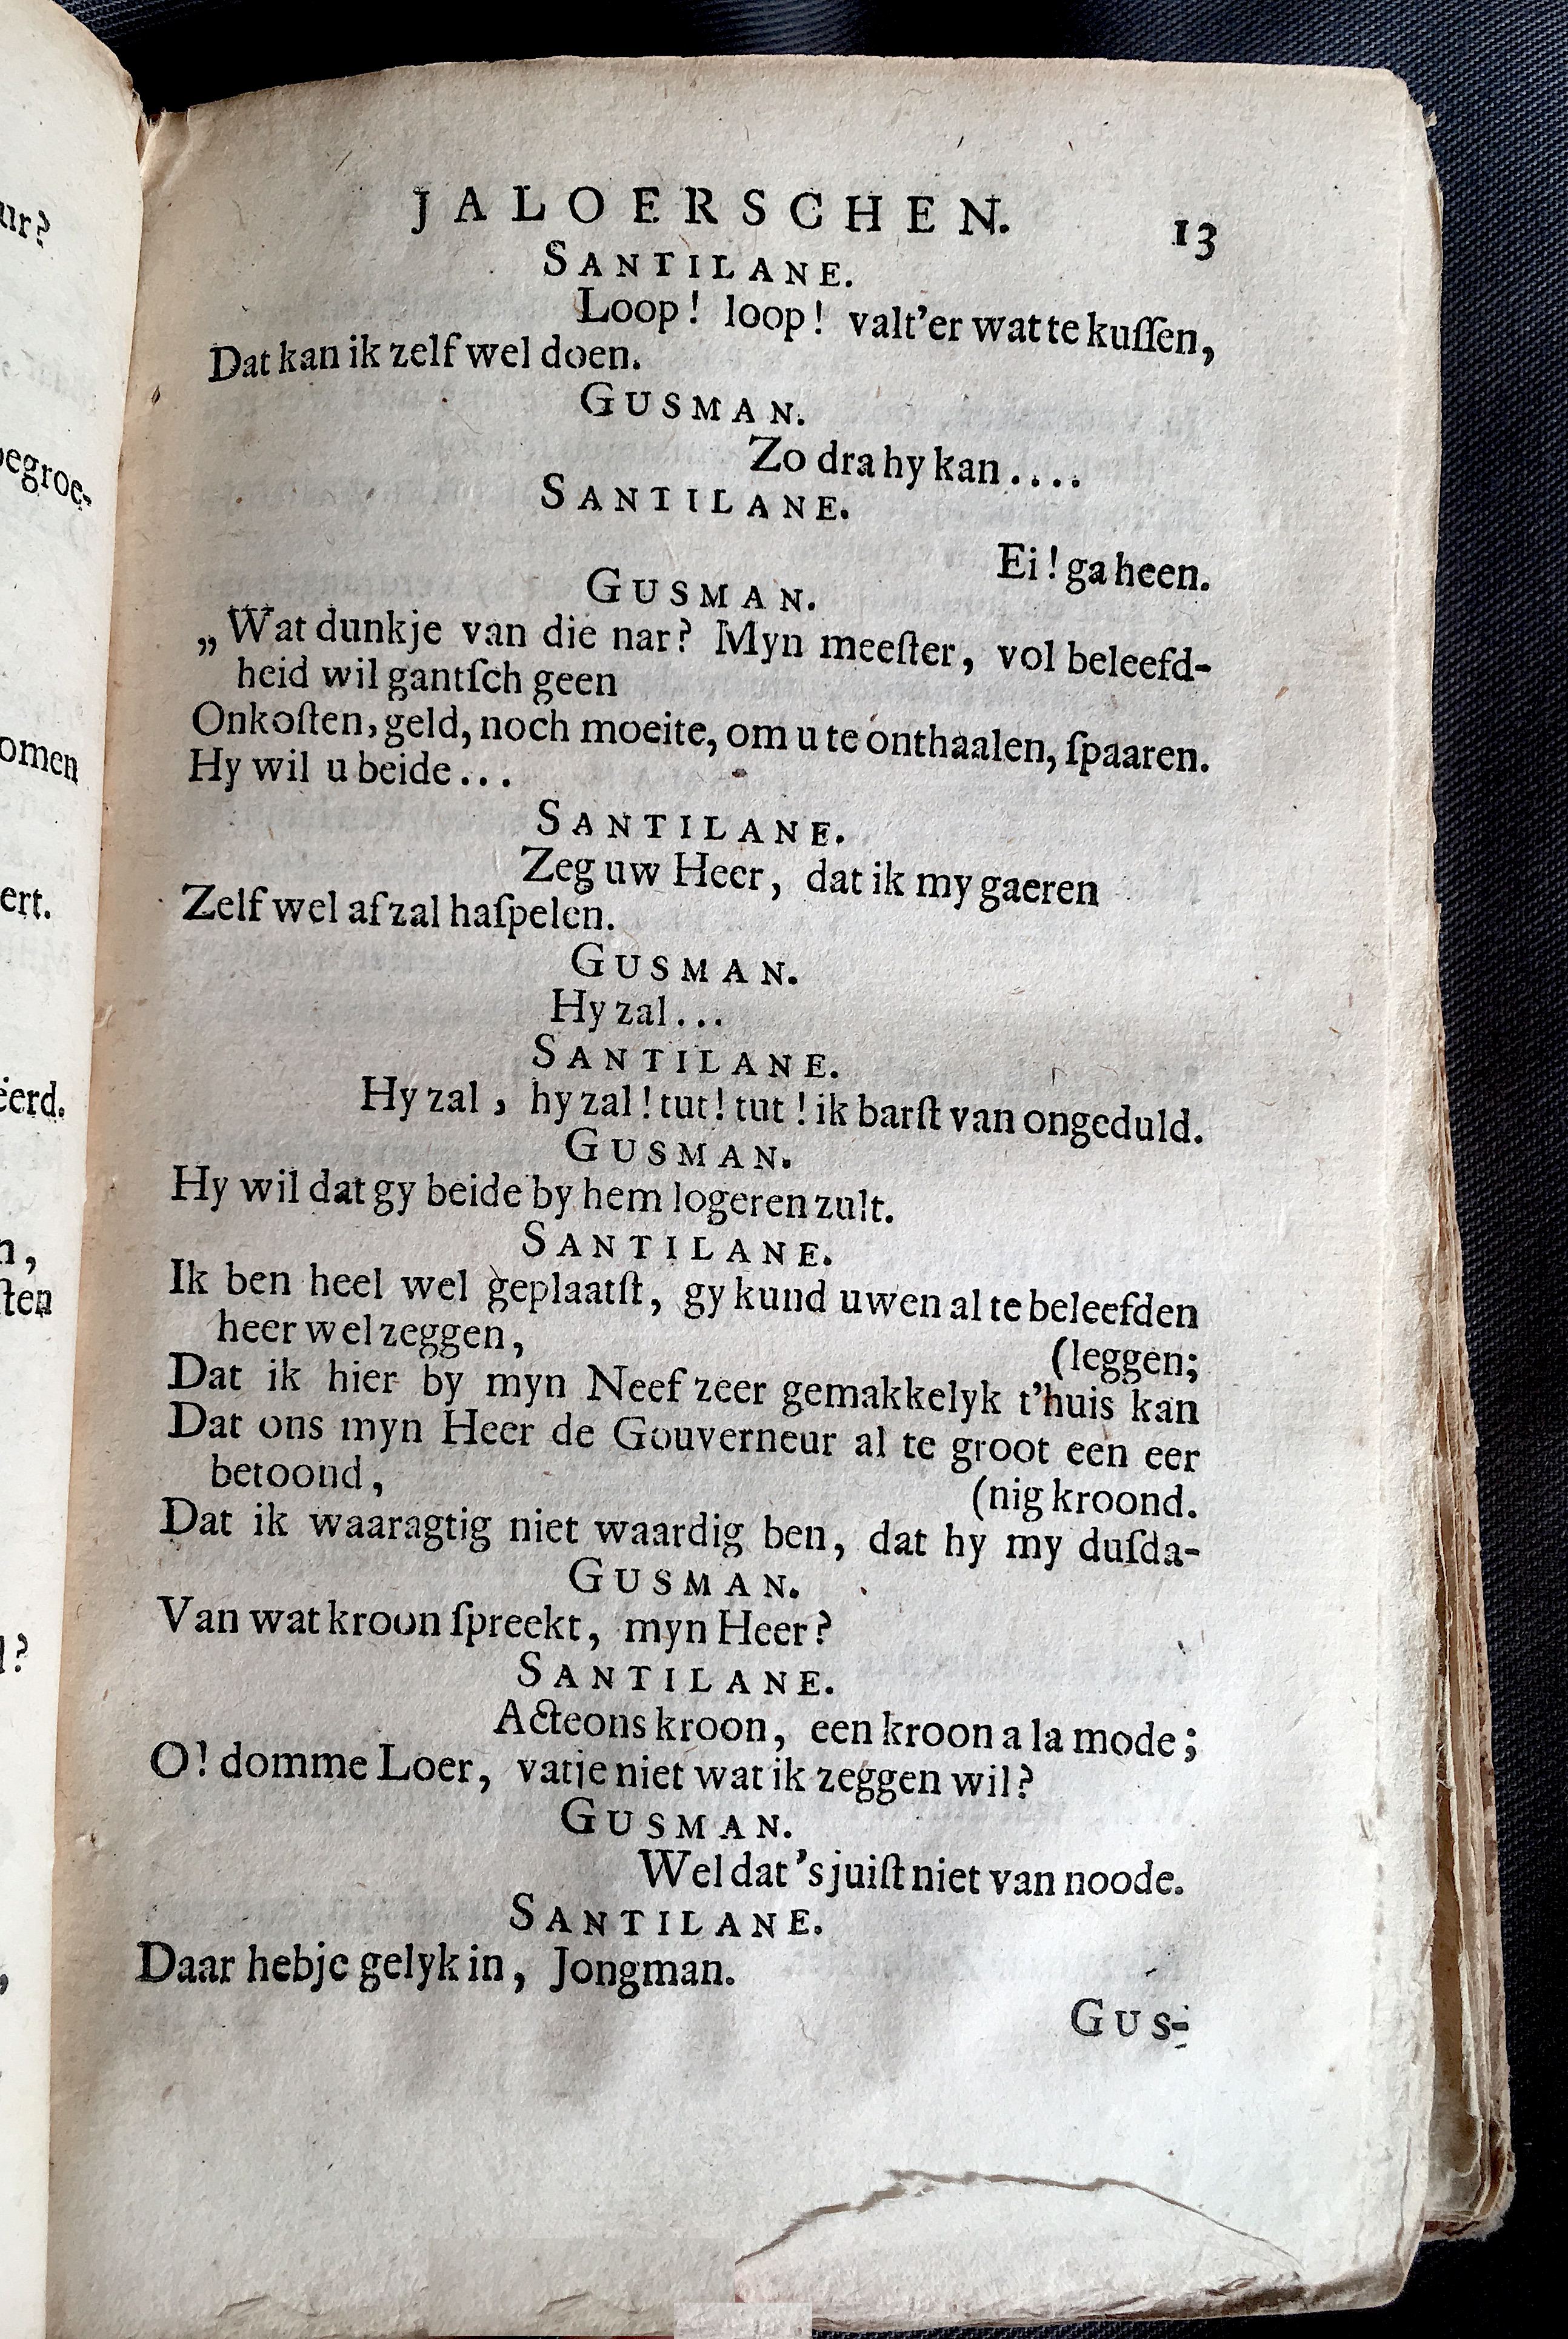 ur?
begroe-
omen
ert.
eerd.
n,
ſten
l?
JALOERSCHEN. 13
SANTILANE.
Loop! loop! valt'er wat te kuſſen,
Dat kan ik zelf wel doen.
GUSMAN.
Zo dra hy kan....
SANTILANE.
Ei! ga heen.
GUSMAN.
„Wat dunkje van die nar? Myn meeſter, vol beleefd-
heid wil gantſch geen
Onkoſten, geld, noch moeite, om u te onthaalen, ſpaaren.
Hy wil u beide...
SANTILANE.
Zeg uw Heer, dat ik my gaeren
Zelf wel af zal haſpelen.
GUSMAN.
Hy zal...
SANTILANE.
Hy zal, hy zal! tut! tut! ik barſt van ongeduld.
GUSMAN.
Hy wil dat gy beide by hem logeren zult.
SANTILANE.
Ik ben heel wel geplaatſt, gy kund uwen al te beleefden
heer wel zeggen,
(leggen;
Dat ik hier by myn Neef zeer gemakkelyk t'huis kan
Dat ons myn Heer de Gouverneur al te groot een eer
betoond,
(nig kroond.
Dat ik waaragtig niet waardig ben, dat hy my dusda-
GUSMAN.
Van wat kroon ſpreekt, myn Heer?
SANTILANE.
Acteons kroon, een kroon a la mode;
O! domme Loer, vatje niet wat ik zeggen wil?
GUSMAN.
Wel dat 's juiſt niet van noode.
SANTILANE.
Daar hebje gelyk in, Jongman.
GUS-